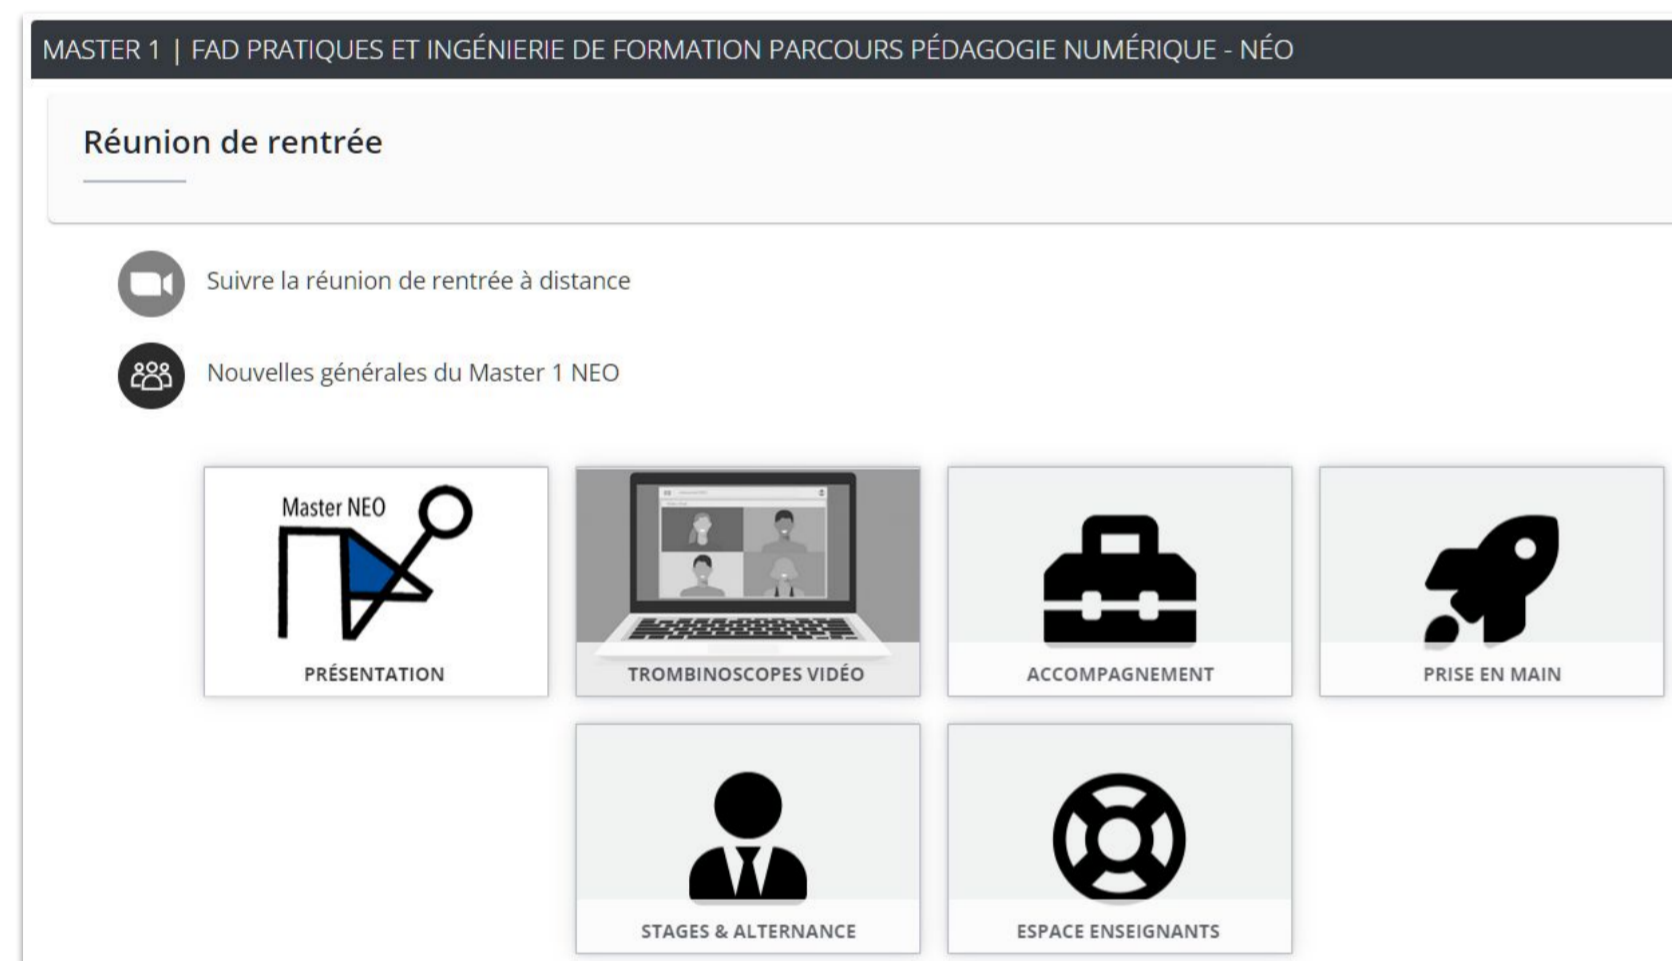 MASTER 1 | FAD PRATIQUES ET INGÉNIERIE DE FORMATION PARCOURS PÉDAGOGIE NUMÉRIQUE - NÉO
Réunion de rentrée
Suivre la réunion de rentrée à distance
Nouvelles générales du Master 1 NEO
Master NEO
PRÉSENTATION
TROMBINOSCOPES VIDÉO
ACCOMPAGNEMENT
PRISE EN MAIN
STAGES & ALTERNANCE
ESPACE ENSEIGNANTS